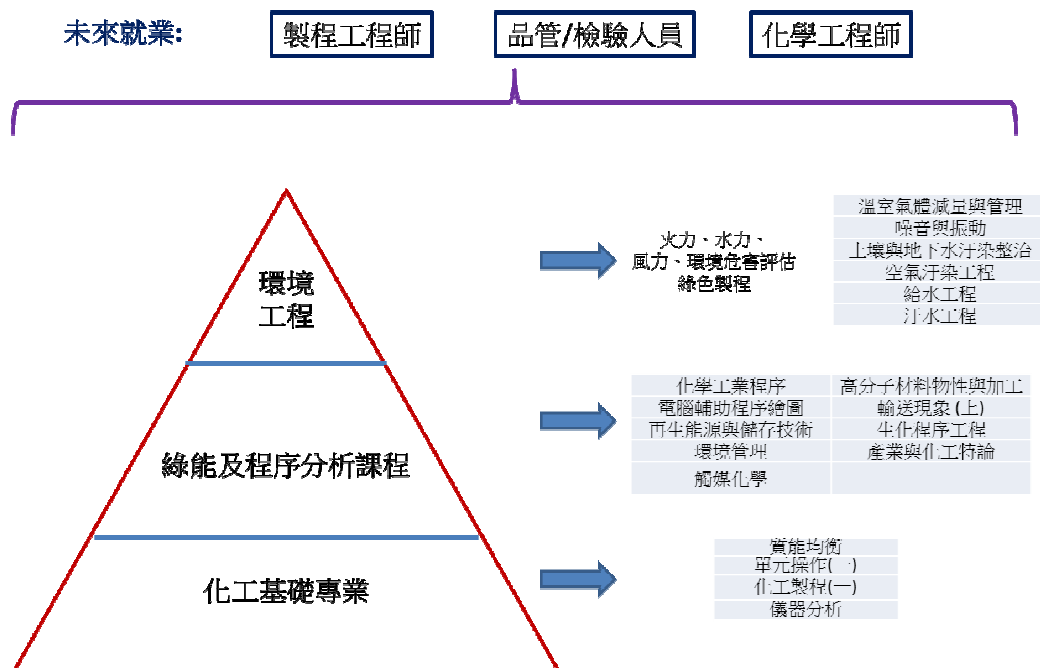 未來就業:
製程工程師
品管/檢驗人員
化學工程師
環境
工程
火力、水力、
風力、環境危害評估
綠色製程
溫室氣體減量與管理
噪音與振動
土壤與地下水汙染整治
空氣汙染工程
給水工程
汙水工程
綠能及程序分析課程
化學工業程序 高分子材料物性與加工
電腦輔助程序繪圖 輸送現象 (上)
再生能源與儲存技術 生化程序工程
環境管理 產業與化工特論
觸媒化學
化工基礎專業
質能均衡
單元操作(一)
化工製程(一)
儀器分析